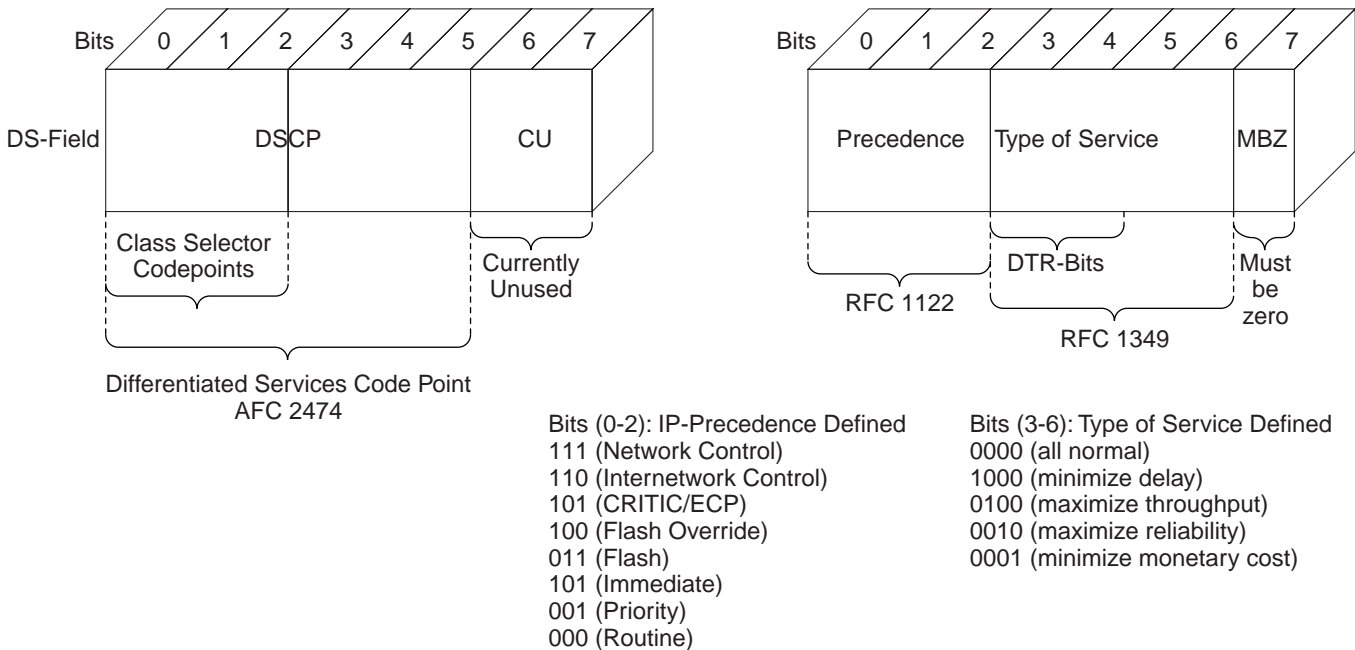 Bits 0 1 2 3 4 5 6 7
DS-Field
DSCP
CU
Class Selector
Codepoints
Currently
Unused
Differentiated Services Code Point
AFC 2474
Bits 0 1 2 3 4 5 6 7
Precedence
Type of Service
MBZ
DTR-Bits
Must
be
zero
RFC 1122
RFC 1349
Bits (0-2): IP-Precedence Defined
111 (Network Control)
110 (Internetwork Control)
101 (CRITIC/ECP)
100 (Flash Override)
011 (Flash)
101 (Immediate)
001 (Priority)
000 (Routine)
Bits (3-6): Type of Service Defined
0000 (all normal)
1000 (minimize delay)
0100 (maximize throughput)
0010 (maximize reliability)
0001 (minimize monetary cost)